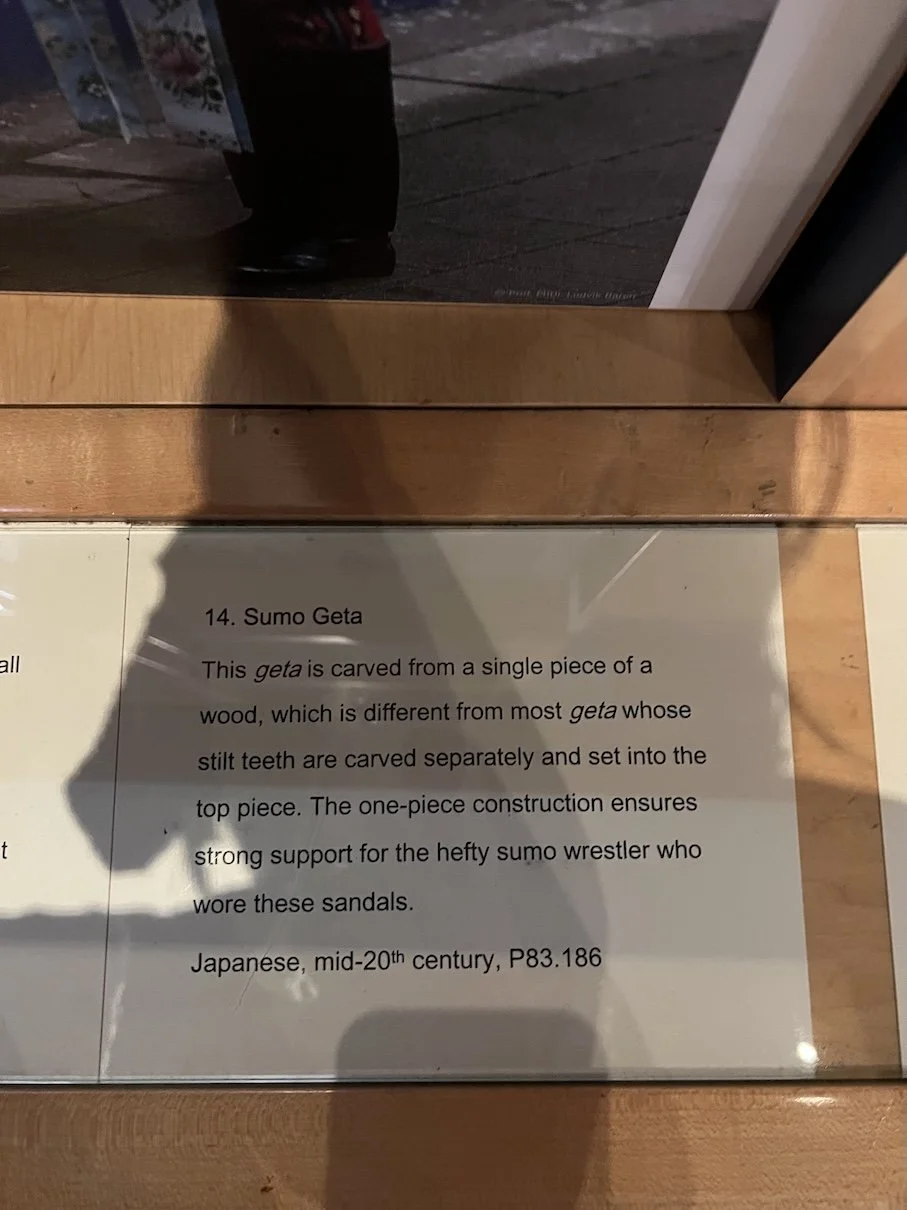 14. Sumo Geta
This geta is carved from a single piece of a
wood, which is different from most geta whose
stilt teeth are carved separately and set into the
top piece. The one-piece construction ensures
strong support for the hefty sumo wrestler who
wore these sandals.
Japanese, mid-20th century, P83.186
all
t